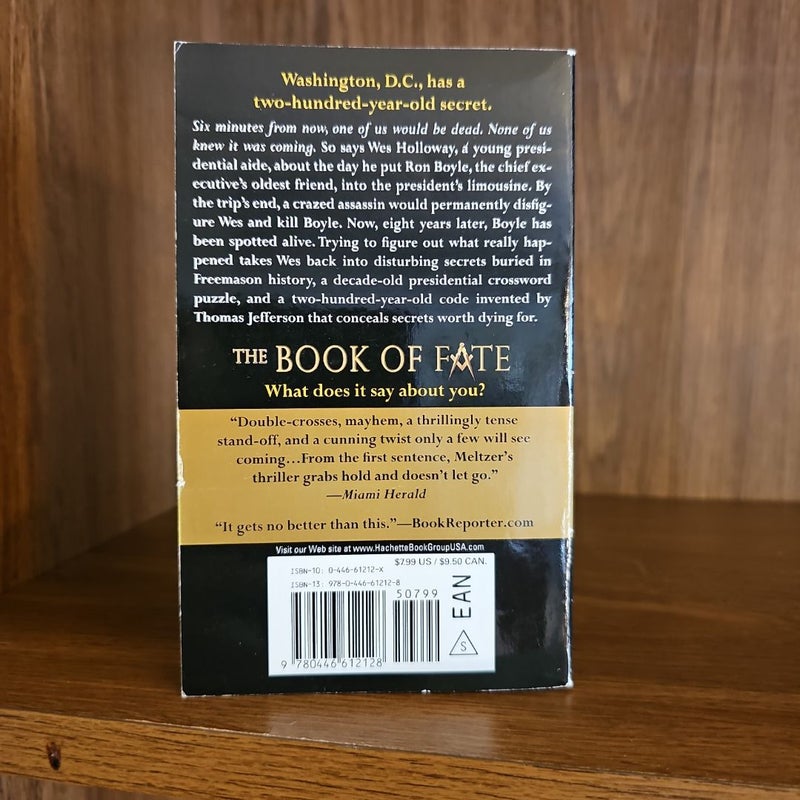 Washington, D.C., has a
two-hundred-year-old secret.
Six minutes from now, one of us would be dead. None of us
knew it was coming. So says Wes Holloway, a young presi-
dential aide, about the day he put Ron Boyle, the chief ex-
ecutive's oldest friend, into the president's limousine. By
the trip's end, a crazed assassin would permanently disfig-
ure Wes and kill Boyle. Now, eight years later, Boyle has
been spotted alive. Trying to figure out what really hap-
pened takes Wes back into disturbing secrets buried in
Freemason history, a decade-old presidential crossword
puzzle, and a two-hundred-year-old code invented by
Thomas Jefferson that conceals secrets worth dying for.
THE BOOK OF FATE
What does it say about you?
"Double-crosses, mayhem, a thrillingly tense
stand-off, and a cunning twist only a few will see
coming...From the first sentence, Meltzer's
thriller grabs hold and doesn't let go."
—Miami Herald
"It gets no better than this."—BookReporter.com
Visit our Web site at www.HachetteBookGroupUSA.com
$7.99 US / $9.50 CAN.
ISBN-10: 0-446-61212-X
ISBN-13: 978-0-446-61212-8
50799
EAN
S
9 780446 612128